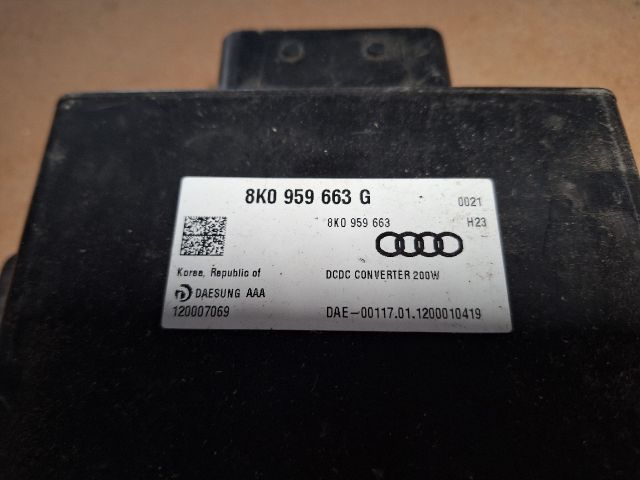 8K0 959 663 G
0021
8K0 959 663
H23
Korea, Republic of
DCDC CONVERTER 200W
DAESUNG AAA
120007069
DAE-00117.01.1200010419